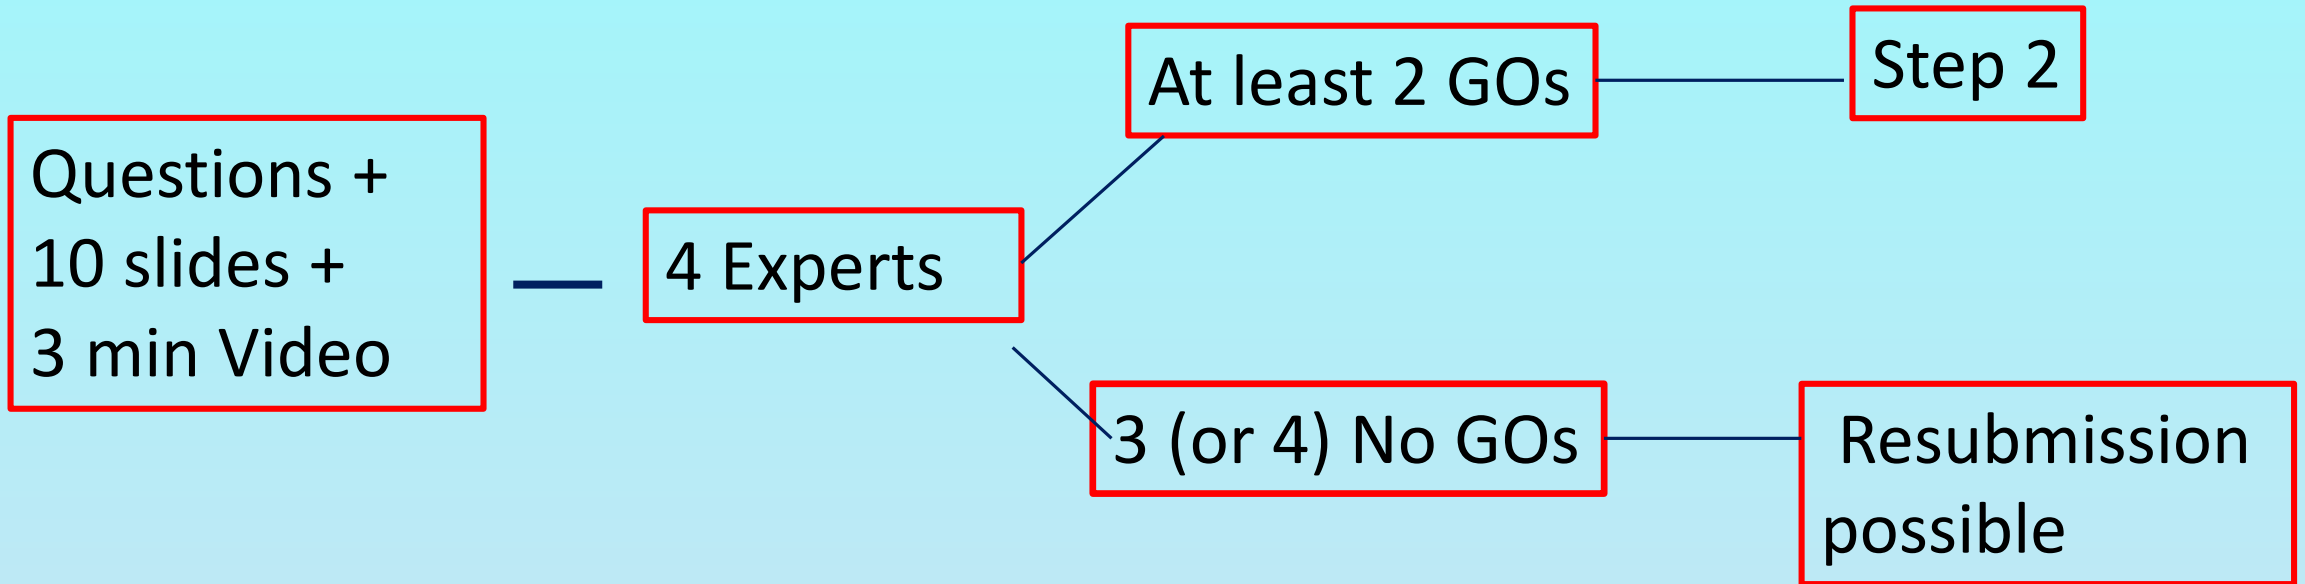 Questions +
10 slides +
3 min Video
4 Experts
At least 2 GOs
Step 2
3 (or 4) No GOs
Resubmission
possible